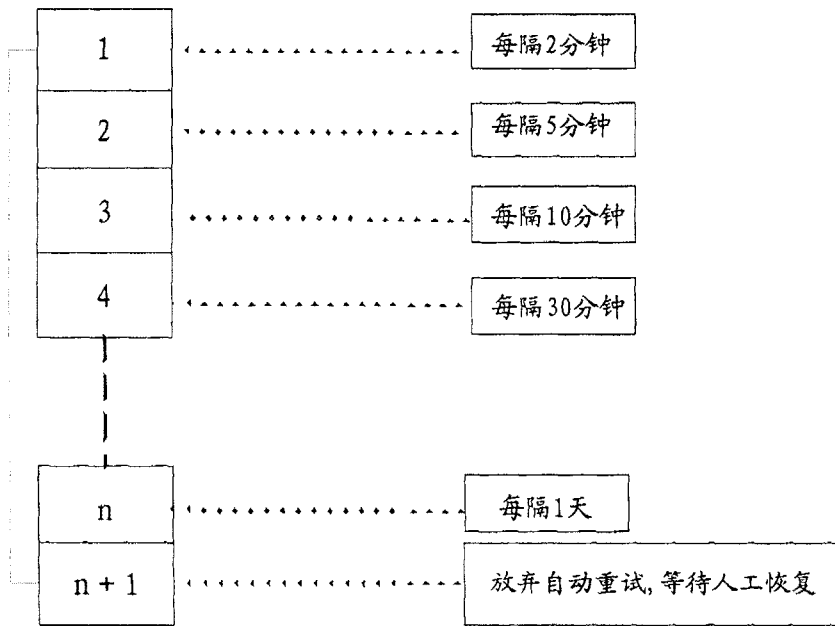 1
每隔2分钟
2
每隔5分钟
3
每隔10分钟
4
每隔30分钟
n
每隔1天
n + 1
放弃自动重试, 等待人工恢复